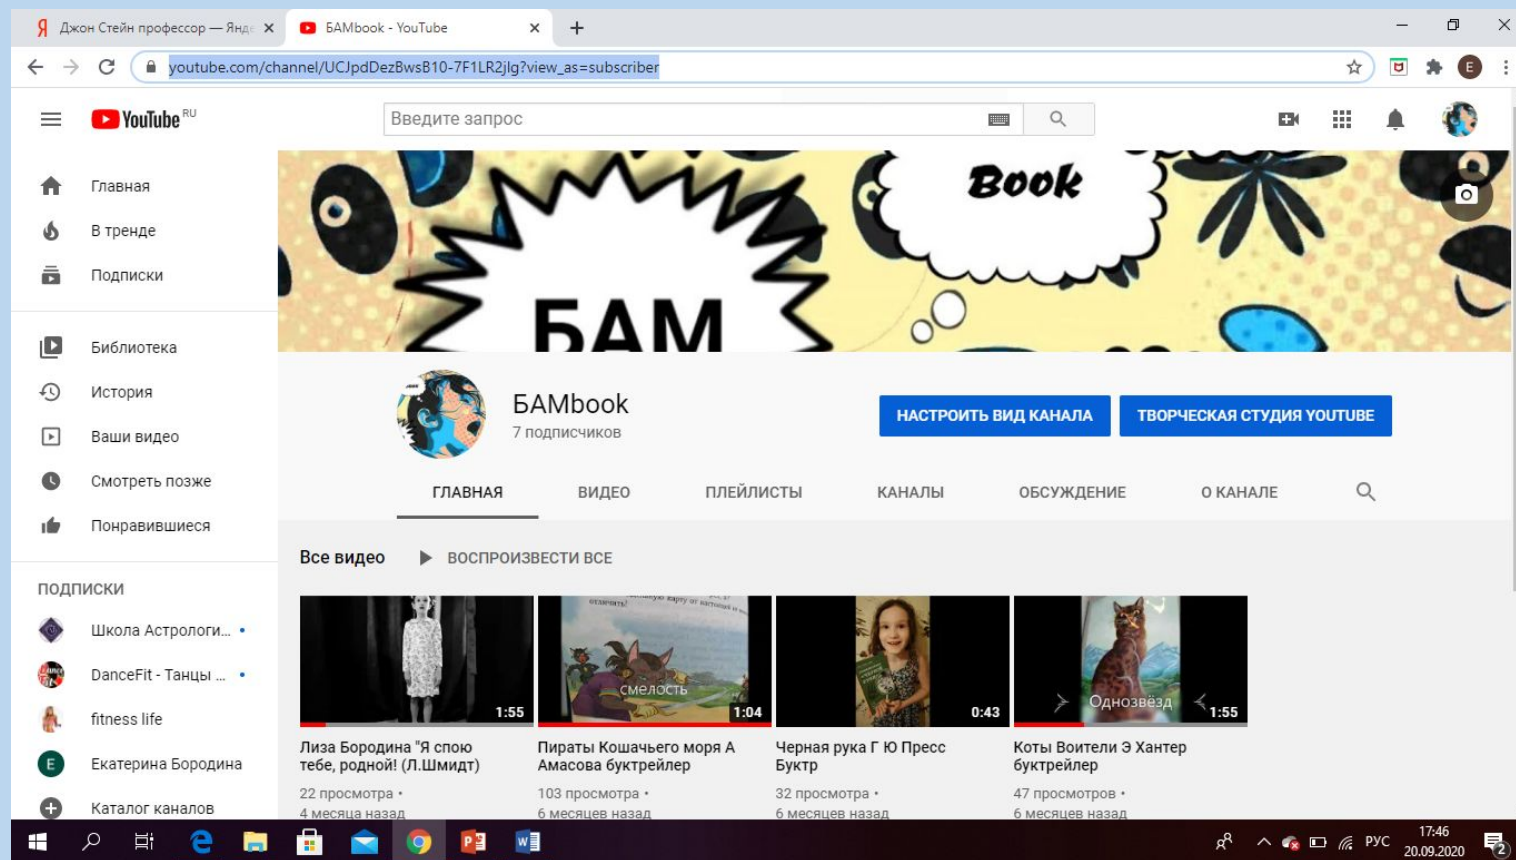 Джон Стейн профессор — Янде
БАМbook - YouTube
youtube.com/channel/UCJpdDezBwsB10-7F1LR2jlg?view_as=subscriber
E
YouTube RU
Введите запрос
Главная
В тренде
Подписки
Библиотека
История
Ваши видео
Смотреть позже
Понравившиеся
ПОДПИСКИ
Школа Астрологи...
DanceFit - Танцы ...
fitness life
E
Екатерина Бородина
Каталог каналов
Book
БАМ
БАМbook
7 подписчиков
НАСТРОИТЬ ВИД КАНАЛА
ТВОРЧЕСКАЯ СТУДИЯ YOUTUBE
ГЛАВНАЯ ВИДЕО ПЛЕЙЛИСТЫ КАНАЛЫ ОБСУЖДЕНИЕ О КАНАЛЕ
Все видео ВОСПРОИЗВЕСТИ ВСЕ
1:55
Лиза Бородина "Я спою
тебе, родной! (Л.Шмидт)
22 просмотра •
4 месяца назад
отличить!
смелость
1:04
Пираты Кошачьего моря А
Амасова буктрейлер
103 просмотра •
6 месяцев назад
0:43
Черная рука Г Ю Пресс
Буктр
32 просмотра •
6 месяцев назад
Однозвёзд
1:55
Коты Воители Э Хантер
буктрейлер
47 просмотров •
6 месяцев назад
РУС
17:46
20.09.2020
2